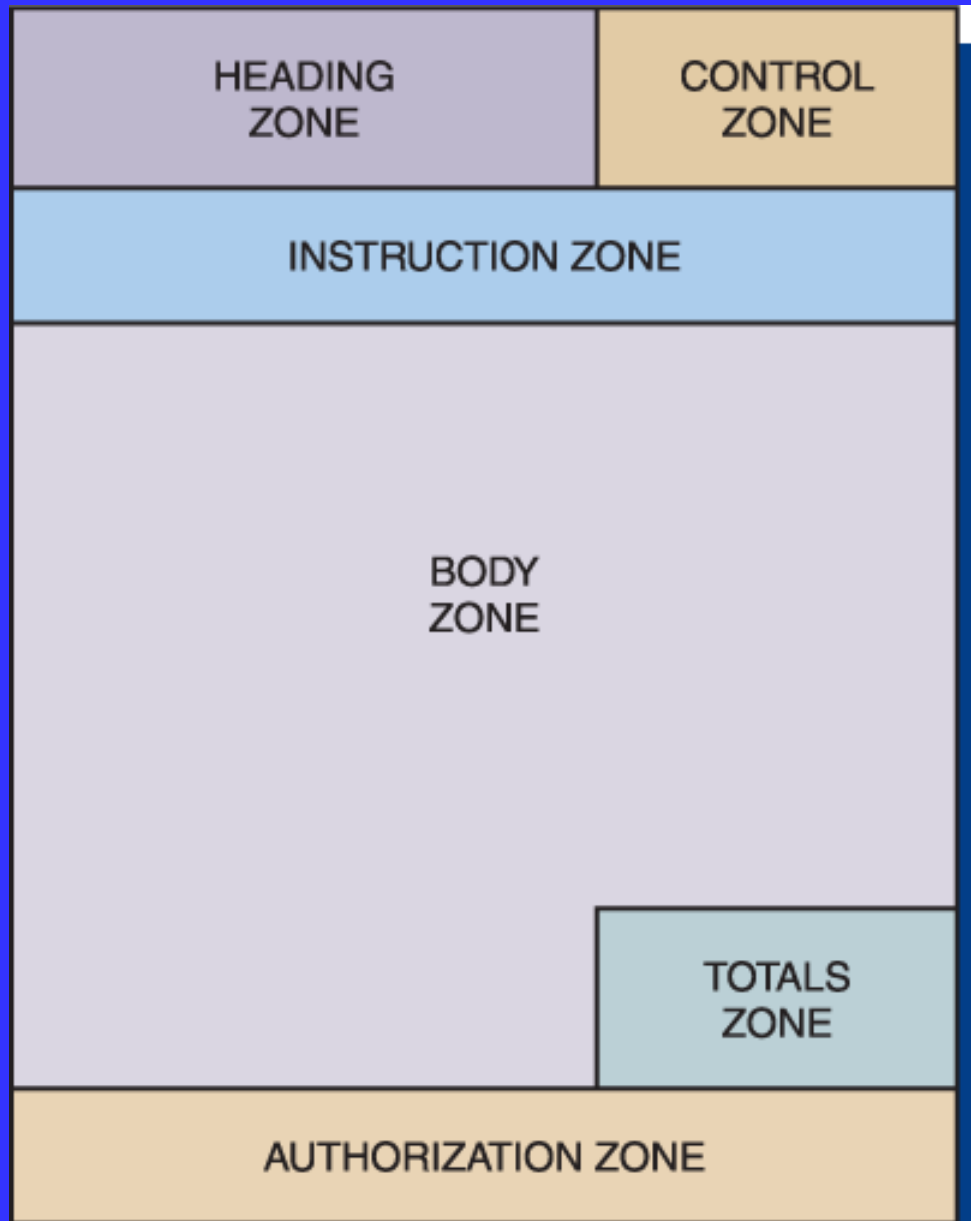 HEADING
ZONE
CONTROL
ZONE
INSTRUCTION ZONE
BODY
ZONE
TOTALS
ZONE
AUTHORIZATION ZONE